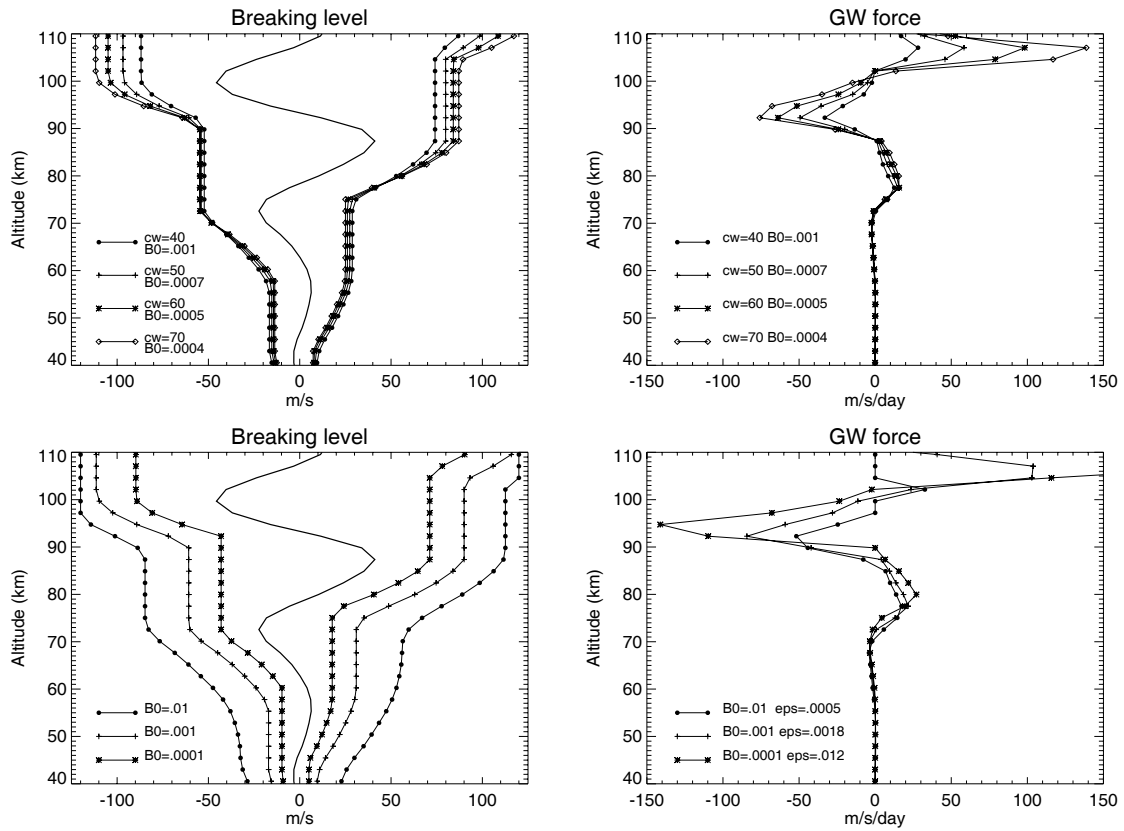 Breaking level
110
100
90
80
70
60
50
40
Altitude (km)
cw=40
B0=.001
cw=50
B0=.0007
cw=60
B0=.0005
cw=70
B0=.0004
-100 -50 0 50 100
m/s
GW force
110
100
90
80
70
60
50
40
Altitude (km)
cw=40 B0=.001
cw=50 B0=.0007
cw=60 B0=.0005
cw=70 B0=.0004
-150 -100 -50 0 50 100 150
m/s/day
Breaking level
110
100
90
80
70
60
50
40
Altitude (km)
B0=.01
B0=.001
B0=.0001
-100 -50 0 50 100
m/s
GW force
110
100
90
80
70
60
50
40
Altitude (km)
B0=.01 eps=.0005
B0=.001 eps=.0018
B0=.0001 eps=.012
-150 -100 -50 0 50 100 150
m/s/day